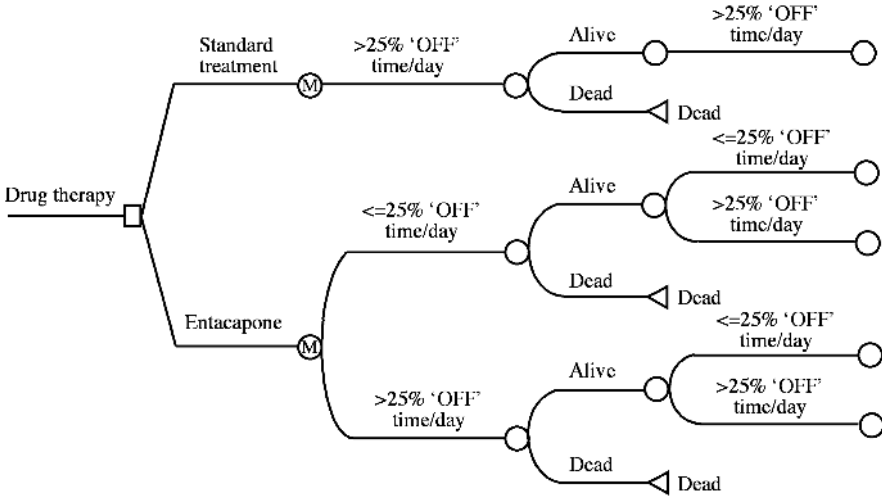 Standard
treatment
M
>25% ‘OFF’
time/day
Alive
>25% ‘OFF’
time/day
Dead
Dead
Drug therapy
<=25% ‘OFF’
time/day
Alive
<=25% ‘OFF’
time/day
>25% ‘OFF’
time/day
Dead
Dead
Entacapone
M
>25% ‘OFF’
time/day
Alive
<=25% ‘OFF’
time/day
>25% ‘OFF’
time/day
Dead
Dead